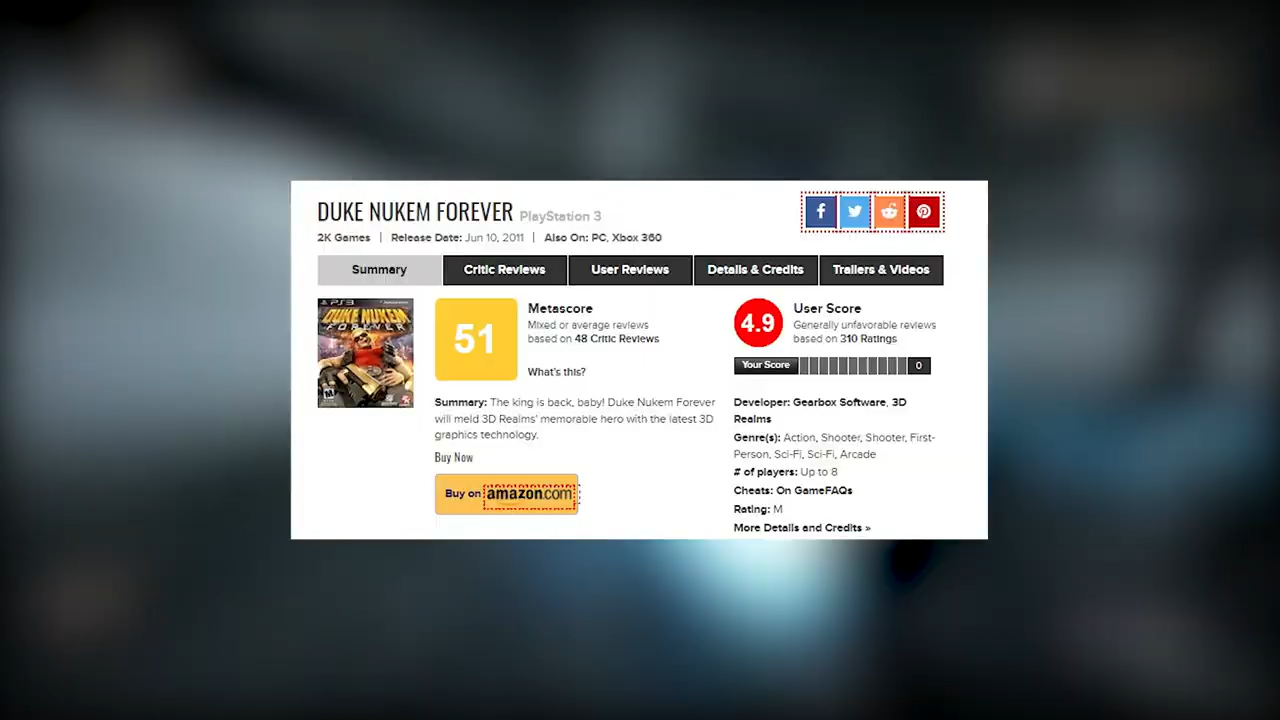 DUKE NUKEM FOREVER PlayStation 3
2K Games | Release Date: Jun 10, 2011 | Also On: PC, Xbox 360
Summary Critic Reviews User Reviews Details & Credits Trailers & Videos
PS3
DUKE NUKEM
FOREVER
M
2K
51
Metascore
Mixed or average reviews
based on 48 Critic Reviews
What's this?
Summary: The king is back, baby! Duke Nukem Forever
will meld 3D Realms' memorable hero with the latest 3D
graphics technology.
Buy Now
Buy on amazon.com
4.9
User Score
Generally unfavorable reviews
based on 310 Ratings
Your Score 0
Developer: Gearbox Software, 3D
Realms
Genre(s): Action, Shooter, Shooter, First-
Person, Sci-Fi, Sci-Fi, Arcade
# of players: Up to 8
Cheats: On GameFAQs
Rating: M
More Details and Credits »